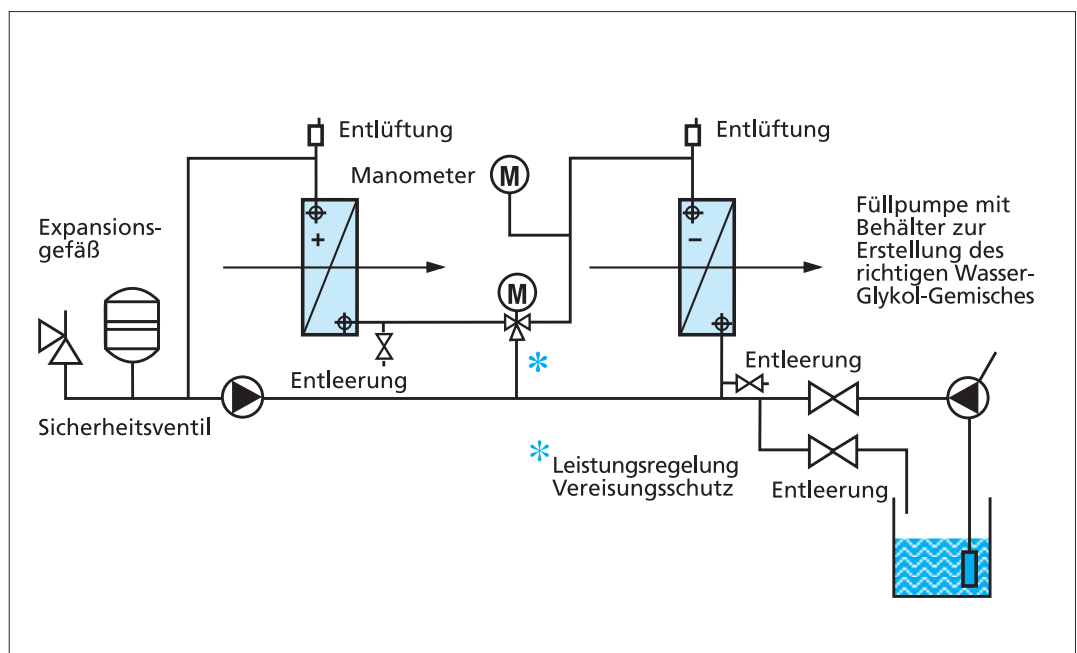 Entlüftung
Entlüftung
Manometer
M
Expansions-
gefäß
+
−
Füllpumpe mit
Behälter zur
Erstellung des
richtigen Wasser-
Glykol-Gemisches
M
*
Entleerung
Entleerung
Sicherheitsventil
* Leistungsregelung
Vereisungsschutz
Entleerung